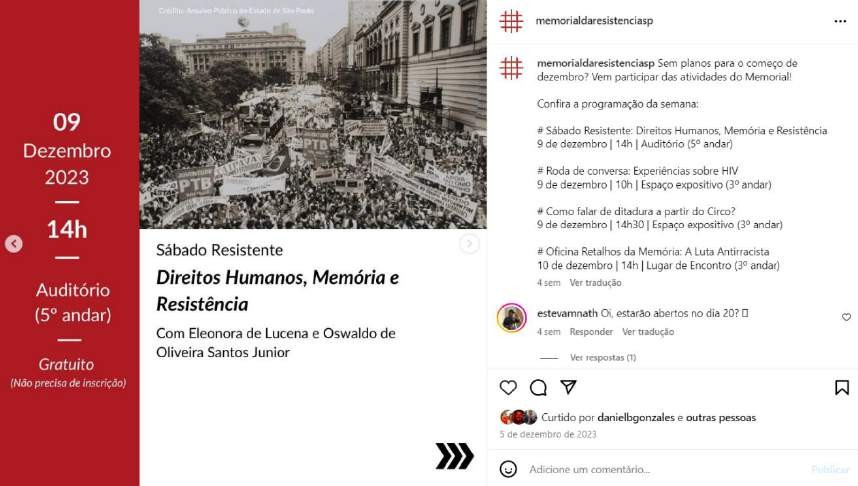 Crédito: Arquivo Público do Estado de São Paulo
09
Dezembro
2023
14h
Auditório
(5º andar)
Gratuito
(Não precisa de inscrição)
PTB
PTB
Sábado Resistente
Direitos Humanos, Memória e
Resistência
Com Eleonora de Lucena e Oswaldo de
Oliveira Santos Junior
memorialdaresistenciasp
memorialdaresistenciasp Sem planos para o começo de
dezembro? Vem participar das atividades do Memorial!
Confira a programação da semana:
# Sábado Resistente: Direitos Humanos, Memória e Resistência
9 de dezembro | 14h | Auditório (5º andar)
# Roda de conversa: Experiências sobre HIV
9 de dezembro | 10h | Espaço expositivo (3º andar)
# Como falar de ditadura a partir do Circo?
9 de dezembro | 14h30 | Espaço expositivo (3º andar)
# Oficina Retalhos da Memória: A Luta Antirracista
10 de dezembro | 14h | Lugar de Encontro (3º andar)
4 sem Ver tradução
estevamnath Oi, estarão abertos no dia 20?
4 sem Responder Ver tradução
Ver respostas (1)
Curtido por danielbgonzales e outras pessoas
5 de dezembro de 2023
Adicione um comentário...
Publicar